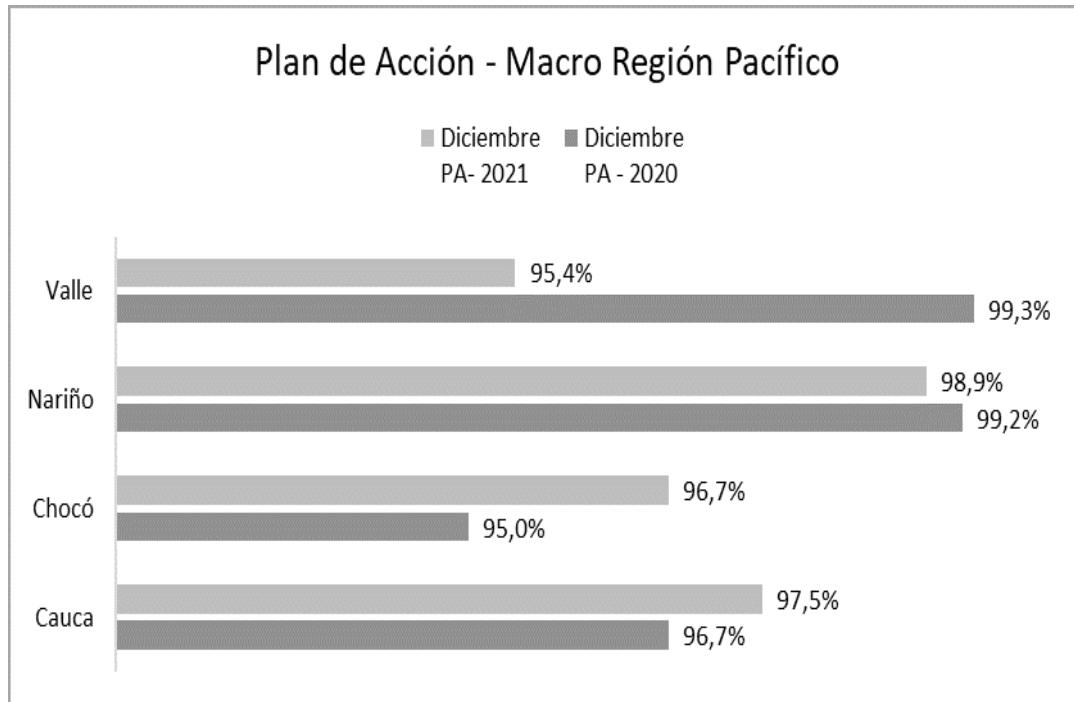 Plan de Acción - Macro Región Pacífico
Diciembre PA- 2021
Diciembre PA - 2020
Valle
95,4%
99,3%
Nariño
98,9%
99,2%
Chocó
96,7%
95,0%
Cauca
97,5%
96,7%